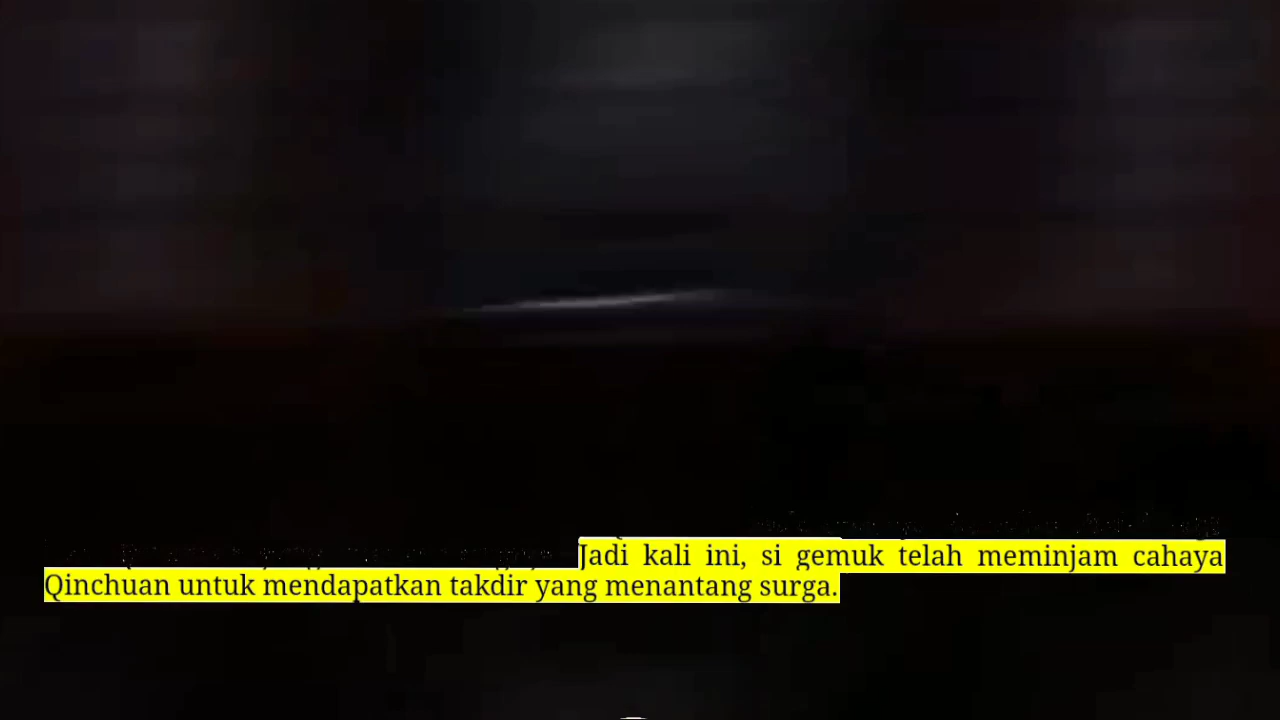 Jadi kali ini, si gemuk telah meminjam cahaya
Qinchuan untuk mendapatkan takdir yang menantang surga.